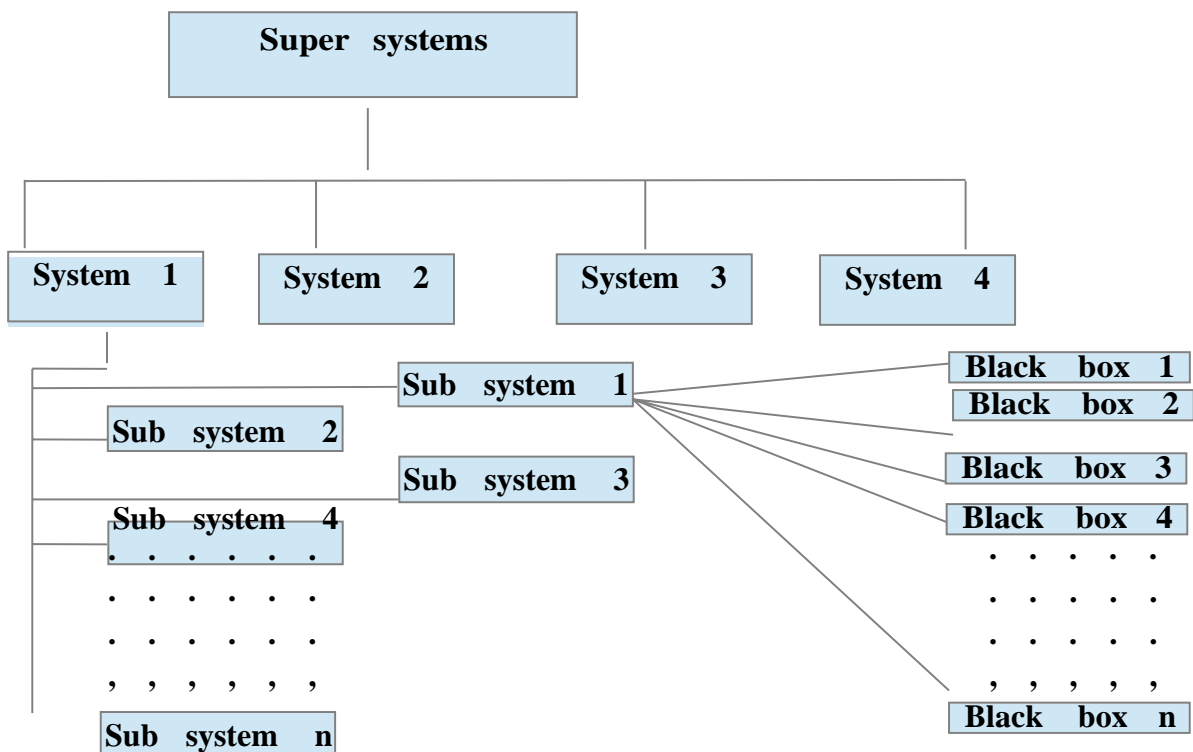 Super systems
System 1
System 2
System 3
System 4
Sub system 1
Black box 1
Black box 2
Sub system 2
Sub system 3
Black box 3
Sub system 4
Black box 4
. . . . . .
. . . . .
. . . . . .
. . . . .
. . . . . .
. . . . .
, , , , , ,
, , , , ,
Sub system n
Black box n